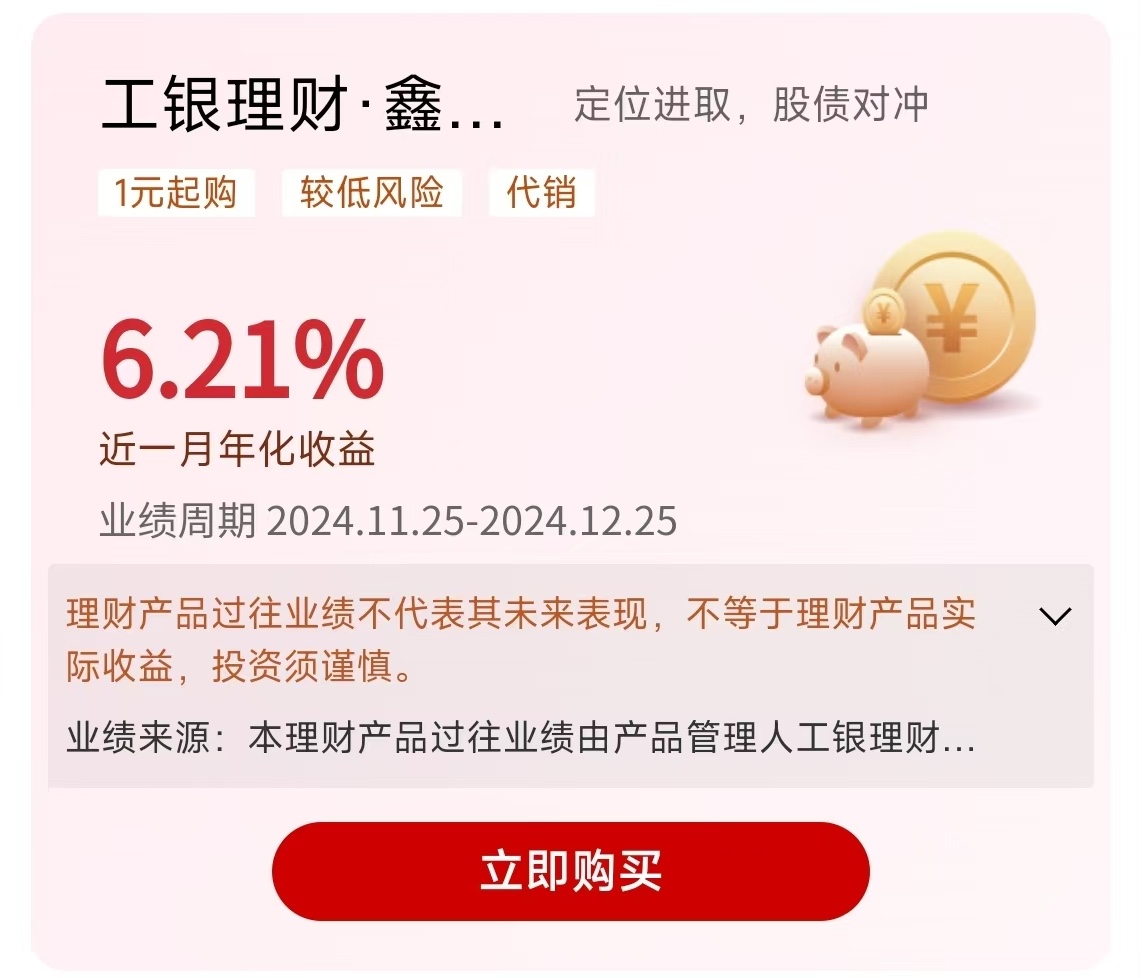 工银理财·鑫... 定位进取，股债对冲
1元起购 较低风险 代销
¥
¥
6.21%
近一月年化收益
业绩周期 2024.11.25-2024.12.25
理财产品过往业绩不代表其未来表现，不等于理财产品实
际收益，投资须谨慎。
业绩来源：本理财产品过往业绩由产品管理人工银理财...
立即购买